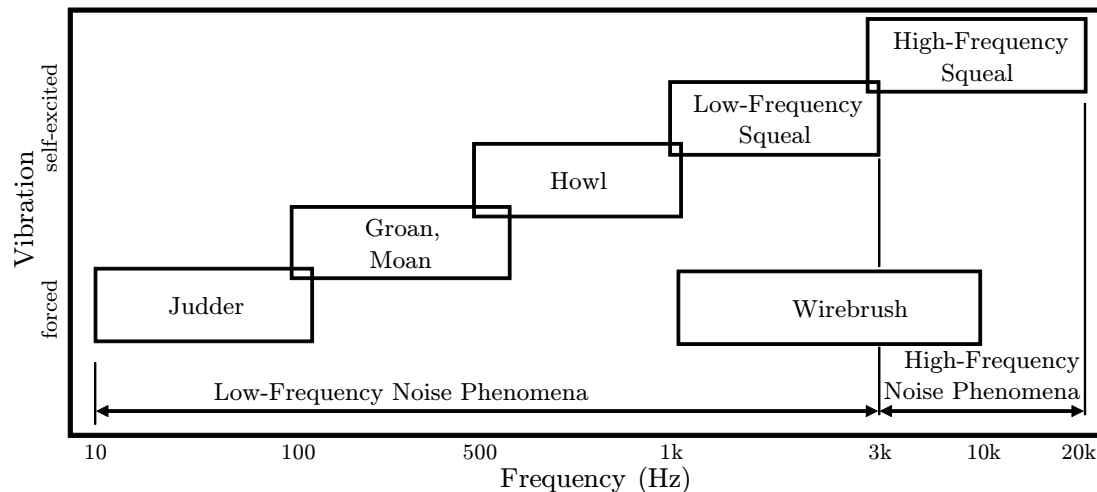 High-Frequency
Squeal
Low-Frequency
Squeal
Howl
Groan,
Moan
Judder
Wirebrush
Vibration
self-excited
forced
Low-Frequency Noise Phenomena
High-Frequency
Noise Phenomena
10 100 500 1k 3k 10k 20k
Frequency (Hz)